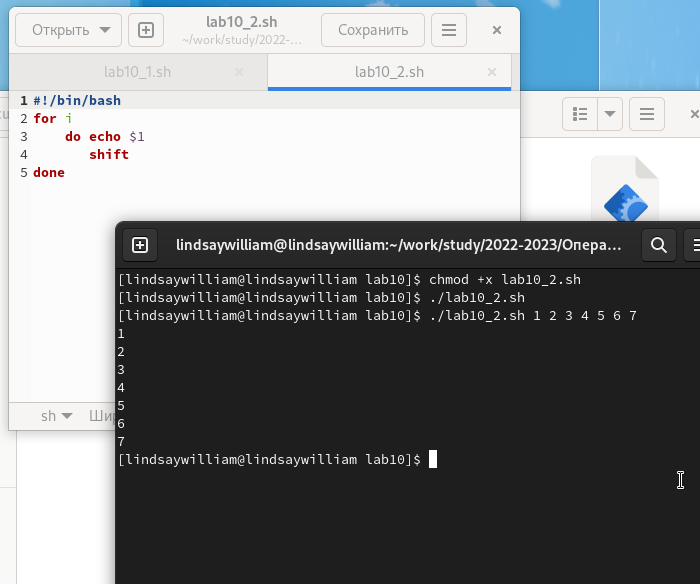 Открыть
lab10_2.sh
~/work/study/2022-...
Сохранить
lab10_1.sh
lab10_2.sh
1 #!/bin/bash
2 for i
3     do echo $1
4        shift
5 done
sh
lindsaywilliam@lindsaywilliam:~/work/study/2022-2023/Опера...
[lindsaywilliam@lindsaywilliam lab10]$ chmod +x lab10_2.sh
[lindsaywilliam@lindsaywilliam lab10]$ ./lab10_2.sh
[lindsaywilliam@lindsaywilliam lab10]$ ./lab10_2.sh 1 2 3 4 5 6 7
1
2
3
4
5
6
7
[lindsaywilliam@lindsaywilliam lab10]$